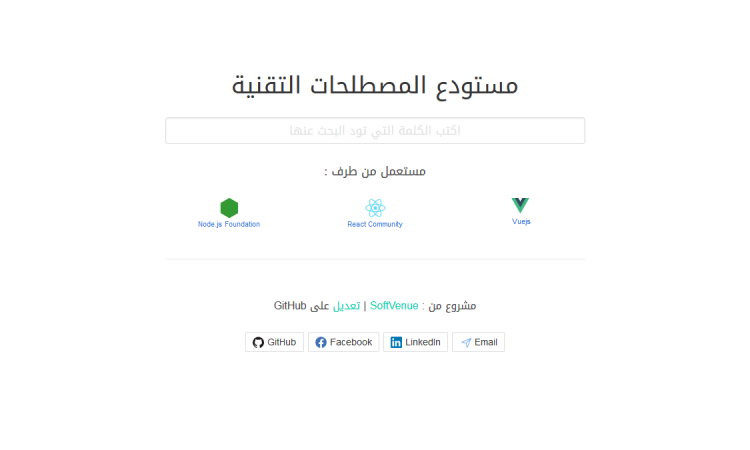 مستودع المصطلحات التقنية
اكتب الكلمة التي تود البحث عنها
مستعمل من طرف :
Node.js Foundation
React Community
Vuejs
مشروع من : SoftVenue | تعديل على GitHub
GitHub
Facebook
LinkedIn
Email